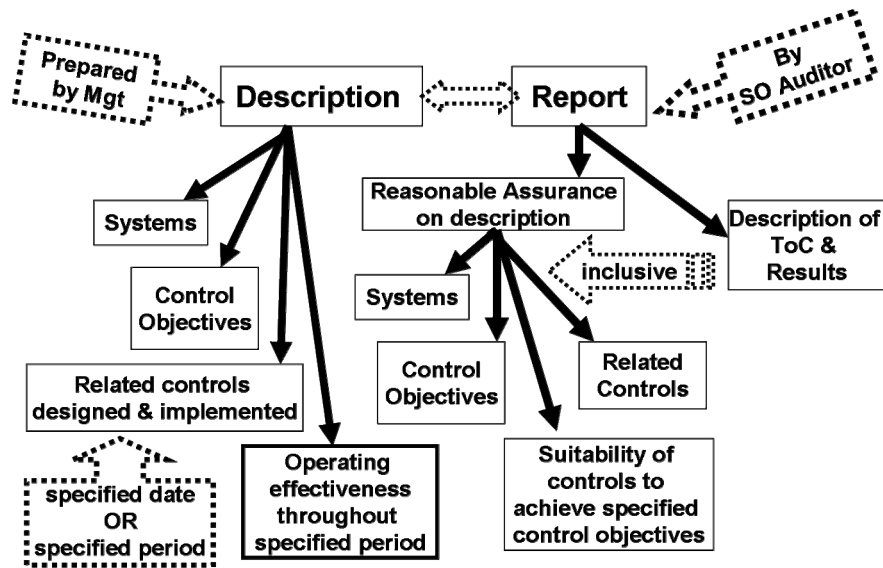 Prepared
by Mgt
Description
Report
By
SO Auditor
Systems
Control
Objectives
Related controls
designed & implemented
specified date
OR
specified period
Operating
effectiveness
throughout
specified period
Reasonable Assurance
on description
inclusive
Systems
Control
Objectives
Related
Controls
Suitability of
controls to
achieve specified
control objectives
Description of
ToC &
Results